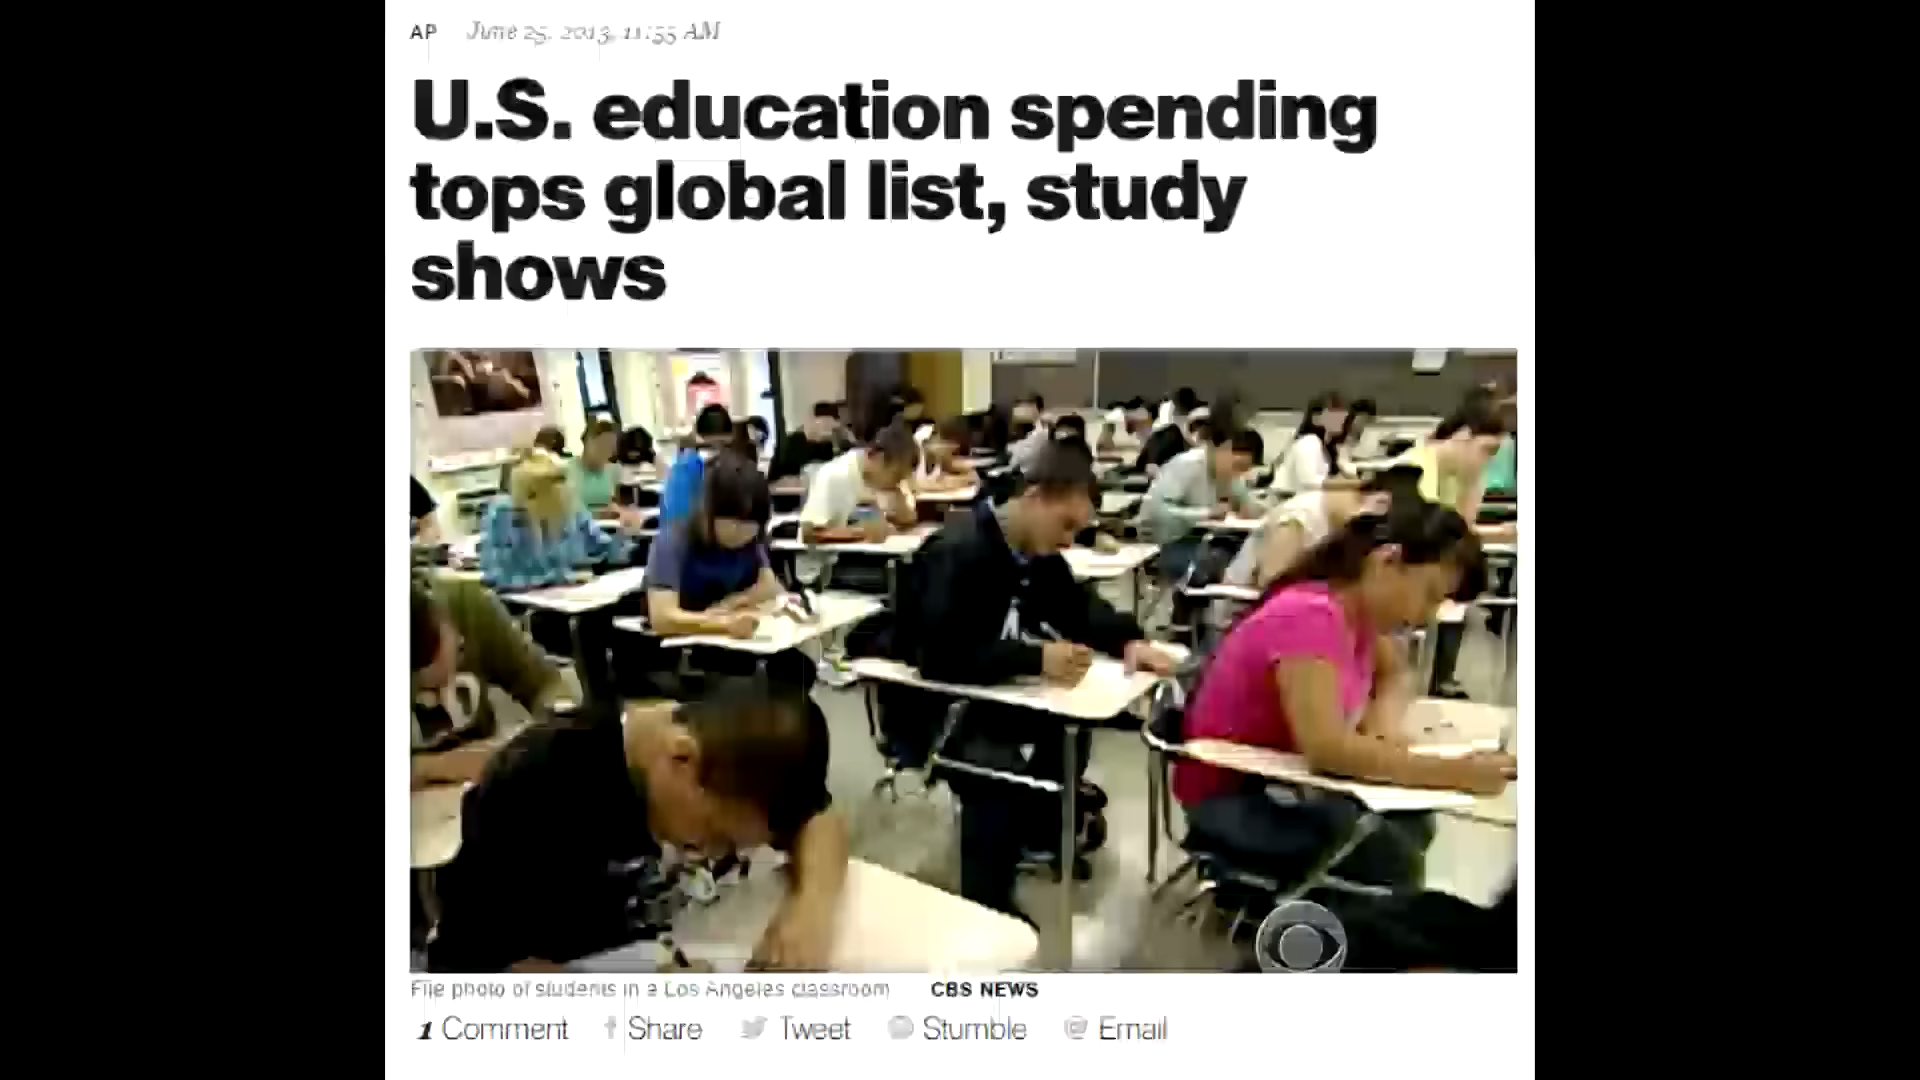 AP June 25, 2013, 11:55 AM
U.S. education spending
tops global list, study
shows
File photo of students in a Los Angeles classroom CBS NEWS
1 Comment Share Tweet Stumble Email